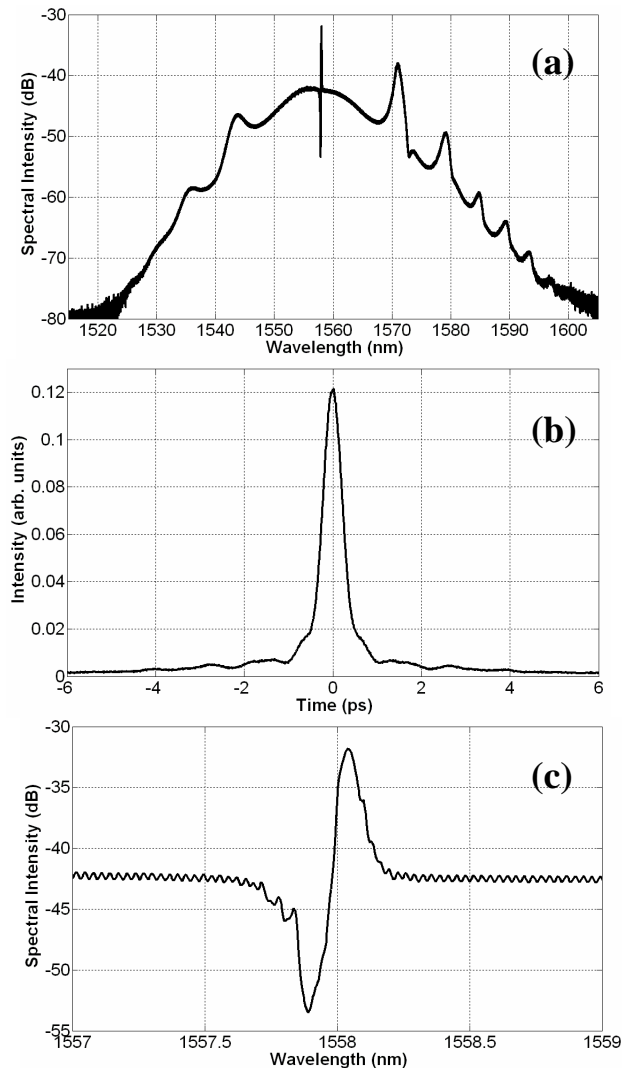 (a)
Spectral Intensity (dB)
-30
-40
-50
-60
-70
-80
1520 1530 1540 1550 1560 1570 1580 1590 1600
Wavelength (nm)
(b)
Intensity (arb. units)
0.12
0.1
0.08
0.06
0.04
0.02
0
-6 -4 -2 0 2 4 6
Time (ps)
(c)
Spectral Intensity (dB)
-30
-35
-40
-45
-50
-55
1557 1557.5 1558 1558.5 1559
Wavelength (nm)